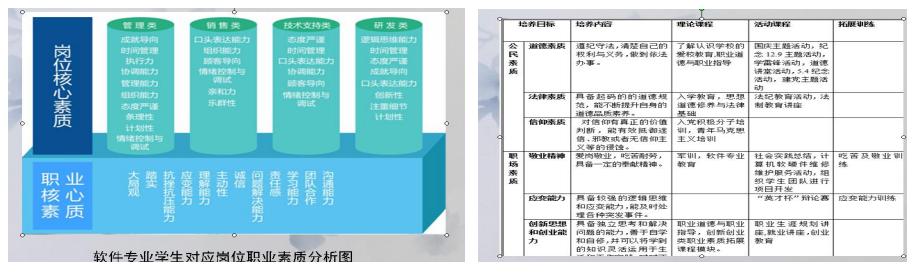 岗位核心素质
管理类
成就导向
时间管理
执行力
协调能力
管理能力
组织能力
态度严谨
条理性
计划性
情绪控制与
调试
销售类
口头表达能力
组织能力
顾客导向
情绪控制与
调试
亲和力
乐群性
技术支持类
态度严谨
时间管理
口头表达能力
协调能力
顾客导向
情绪控制与
调试
研发类
逻辑思维能力
时间管理
态度严谨
成就导向
口头表达能力
创新性
注重细节
计划性
职业
核心
素质
大局观
踏实
抗挫抗压能力
应变能力
理解能力
主动性
诚信
问题解决能力
责任感
学习能力
团队合作
沟通能力
软件专业学生对应岗位职业素质分析图
培养目标 培养内容 理论课程 活动课程 拓展训练
公民素质
道德素质
遵纪守法,清楚自己的
权利与义务,做到依法
办事。
了解认识学校的
爱校教育,职业道
德与职业指导
国庆主题活动，纪
念12.9主题活动，
学雷锋活动，道德
讲堂活动，5.4纪念
活动，建党主题活
动
法律素质
具备起码的的道德规
范，能不断提升自身的
道德品质素养。
入学教育，思想
道德修养与法律
基础
法纪教育活动，法
制教育讲座
信仰素质
对信仰有真正的价值
判断，能有效抵御迷
信、邪教或者无信仰主
义等的侵蚀。
入党积极分子培
训，青年马克思
主义培训
职场素质
敬业精神
爱岗敬业，吃苦耐劳，
具备一定的奉献精神。
军训，软件专业
教育
社会实践总结，计
算机软硬件维修
维护服务活动，组
织学生团队进行
项目开发
吃苦及敬业训
练
应变能力
具备较强的逻辑思维
和应变能力，能及时处
理各种突发事件。
“英才杯”辩论赛
应变能力训练
创新思想
和创业能
力
具备独立思考和解决
问题的能力，善于自学
和自修，并可以将学到
的知识灵活运用于生
职业道德与职业
指导，创新创业
类职业素质拓展
课程模块。
职业生涯规划讲
座，就业讲座，创业
教育